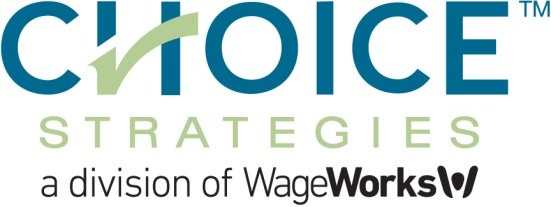 CHOICE™
STRATEGIES
a division of WageWorks